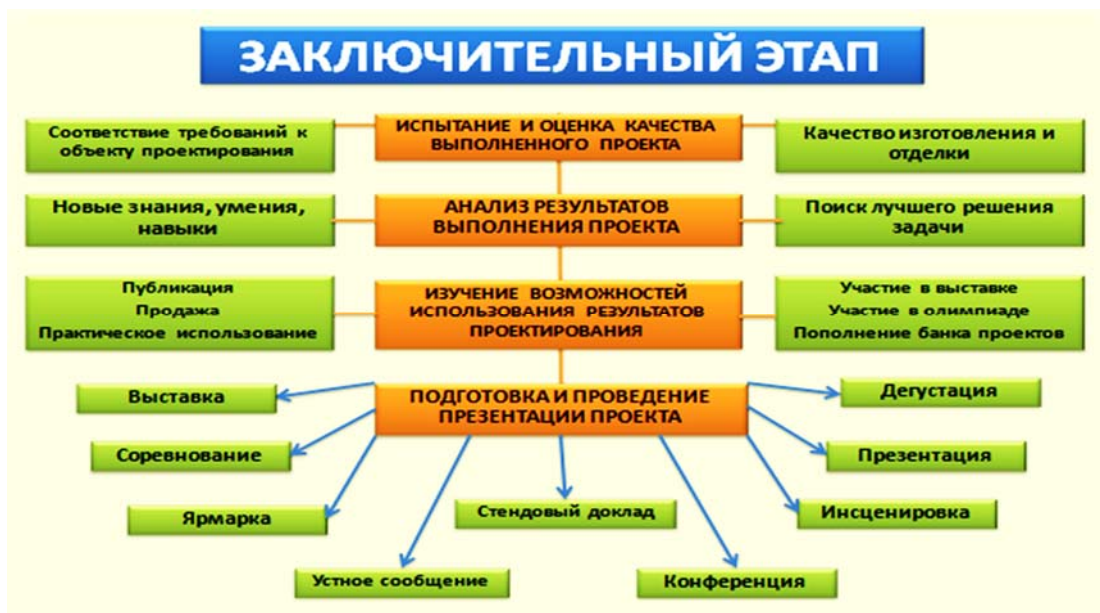 ЗАКЛЮЧИТЕЛЬНЫЙ ЭТАП
Соответствие требований к
объекту проектирования
ИСПЫТАНИЕ И ОЦЕНКА КАЧЕСТВА
ВЫПОЛНЕННОГО ПРОЕКТА
Качество изготовления и
отделки
Новые знания, умения,
навыки
АНАЛИЗ РЕЗУЛЬТАТОВ
ВЫПОЛНЕНИЯ ПРОЕКТА
Поиск лучшего решения
задачи
Публикация
Продажа
Практическое использование
ИЗУЧЕНИЕ ВОЗМОЖНОСТЕЙ
ИСПОЛЬЗОВАНИЯ РЕЗУЛЬТАТОВ
ПРОЕКТИРОВАНИЯ
Участие в выставке
Участие в олимпиаде
Пополнение банка проектов
ПОДГОТОВКА И ПРОВЕДЕНИЕ
ПРЕЗЕНТАЦИИ ПРОЕКТА
Выставка
Дегустация
Соревнование
Презентация
Ярмарка
Стендовый доклад
Инсценировка
Устное сообщение
Конференция